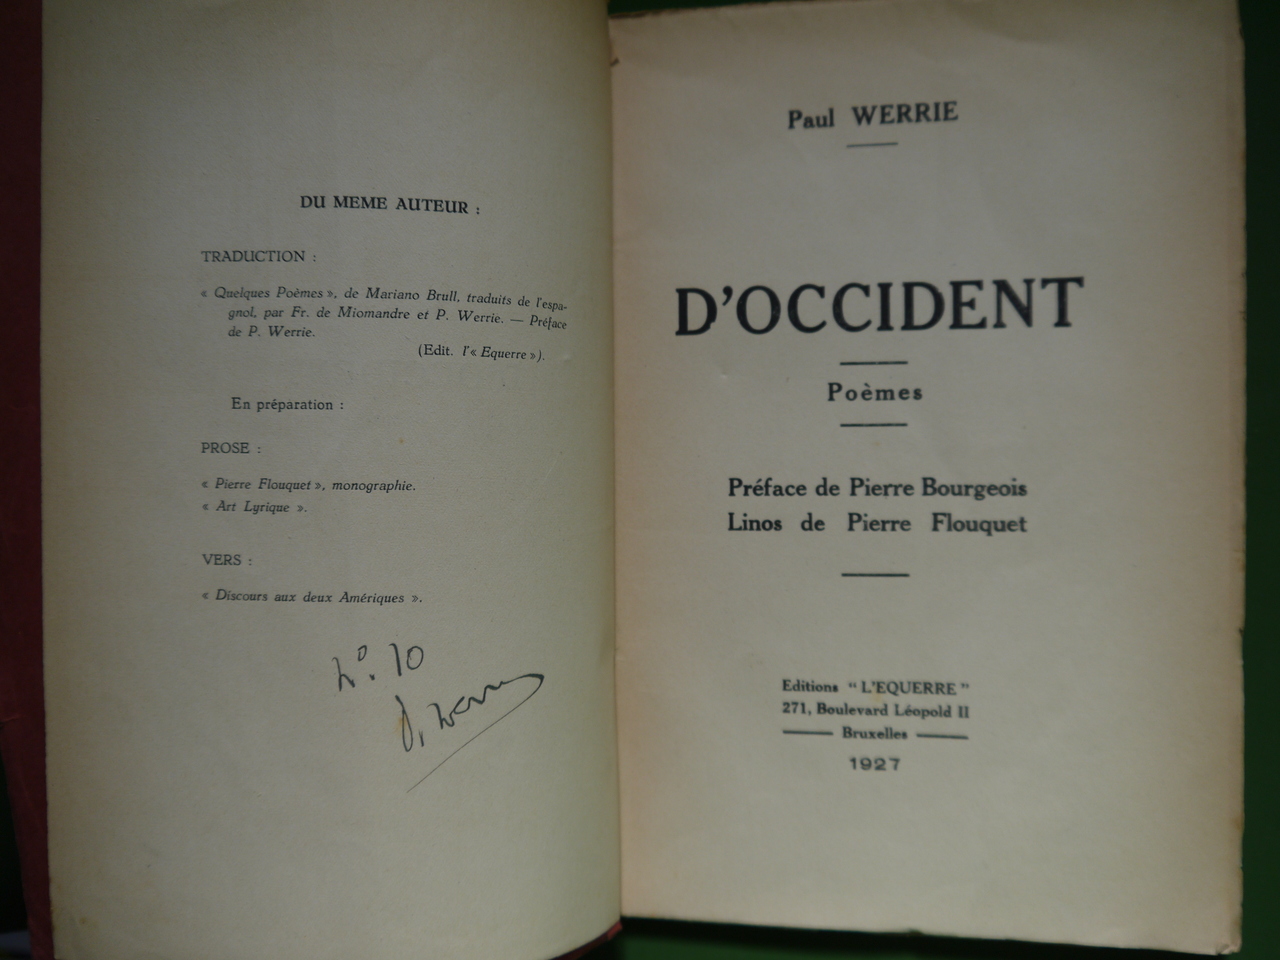 DU MEME AUTEUR :
TRADUCTION :
« Quelques Poèmes », de Mariano Brull, traduits de l'espa-
gnol, par Fr. de Miomandre et P. Werrie. — Préface
de P. Werrie.
(Edit. l'« Equerre »).
En préparation :
PROSE :
« Pierre Flouquet », monographie.
« Art Lyrique ».
VERS :
« Discours aux deux Amériques ».
No. 10
P. Werrie
Paul WERRIE
D'OCCIDENT
Poèmes
Préface de Pierre Bourgeois
Linos de Pierre Flouquet
Editions "L'EQUERRE"
271, Boulevard Léopold II
Bruxelles
1927